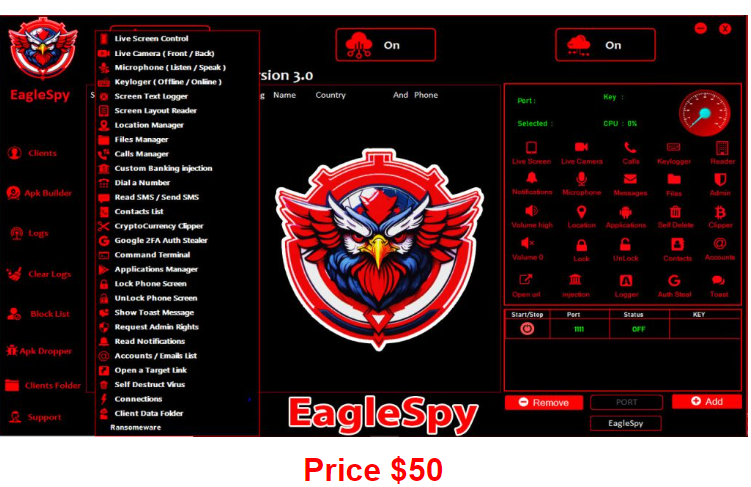 EagleSpy
Clients
Apk Builder
Logs
Clear Logs
Block List
Apk Dropper
Clients Folder
Support
Live Screen Control
Live Camera ( Front / Back)
Microphone ( Listen / Speak )
Keyloger ( Offline / Online )
Screen Text Logger
Screen Layout Reader
Location Manager
Files Manager
Calls Manager
Custom Banking injection
Dial a Number
Read SMS / Send SMS
Contacts List
CryptoCurrency Clipper
Google 2FA Auth Stealer
Command Terminal
Applications Manager
Lock Phone Screen
UnLock Phone Screen
Show Toast Message
Request Admin Rights
Read Notifications
Accounts / Emails List
Open a Target Link
Self Destruct Virus
Connections
Client Data Folder
Ransomeware
On
On
rsion 3.0
S
g Name Country And Phone
EagleSpy
Port : Key :
Selected : CPU : 0%
Live Screen Live Camera Calls Keylogger Reader
Notifications Microphone Messages Files Admin
Volume high Location Applications Self Delete Clipper
Volume 0 Lock UnLock Contacts Accounts
Open url injection Logger Auth Steal Toast
Start/Stop Port Status KEY
1111 OFF
Remove PORT Add
EagleSpy
Price $50